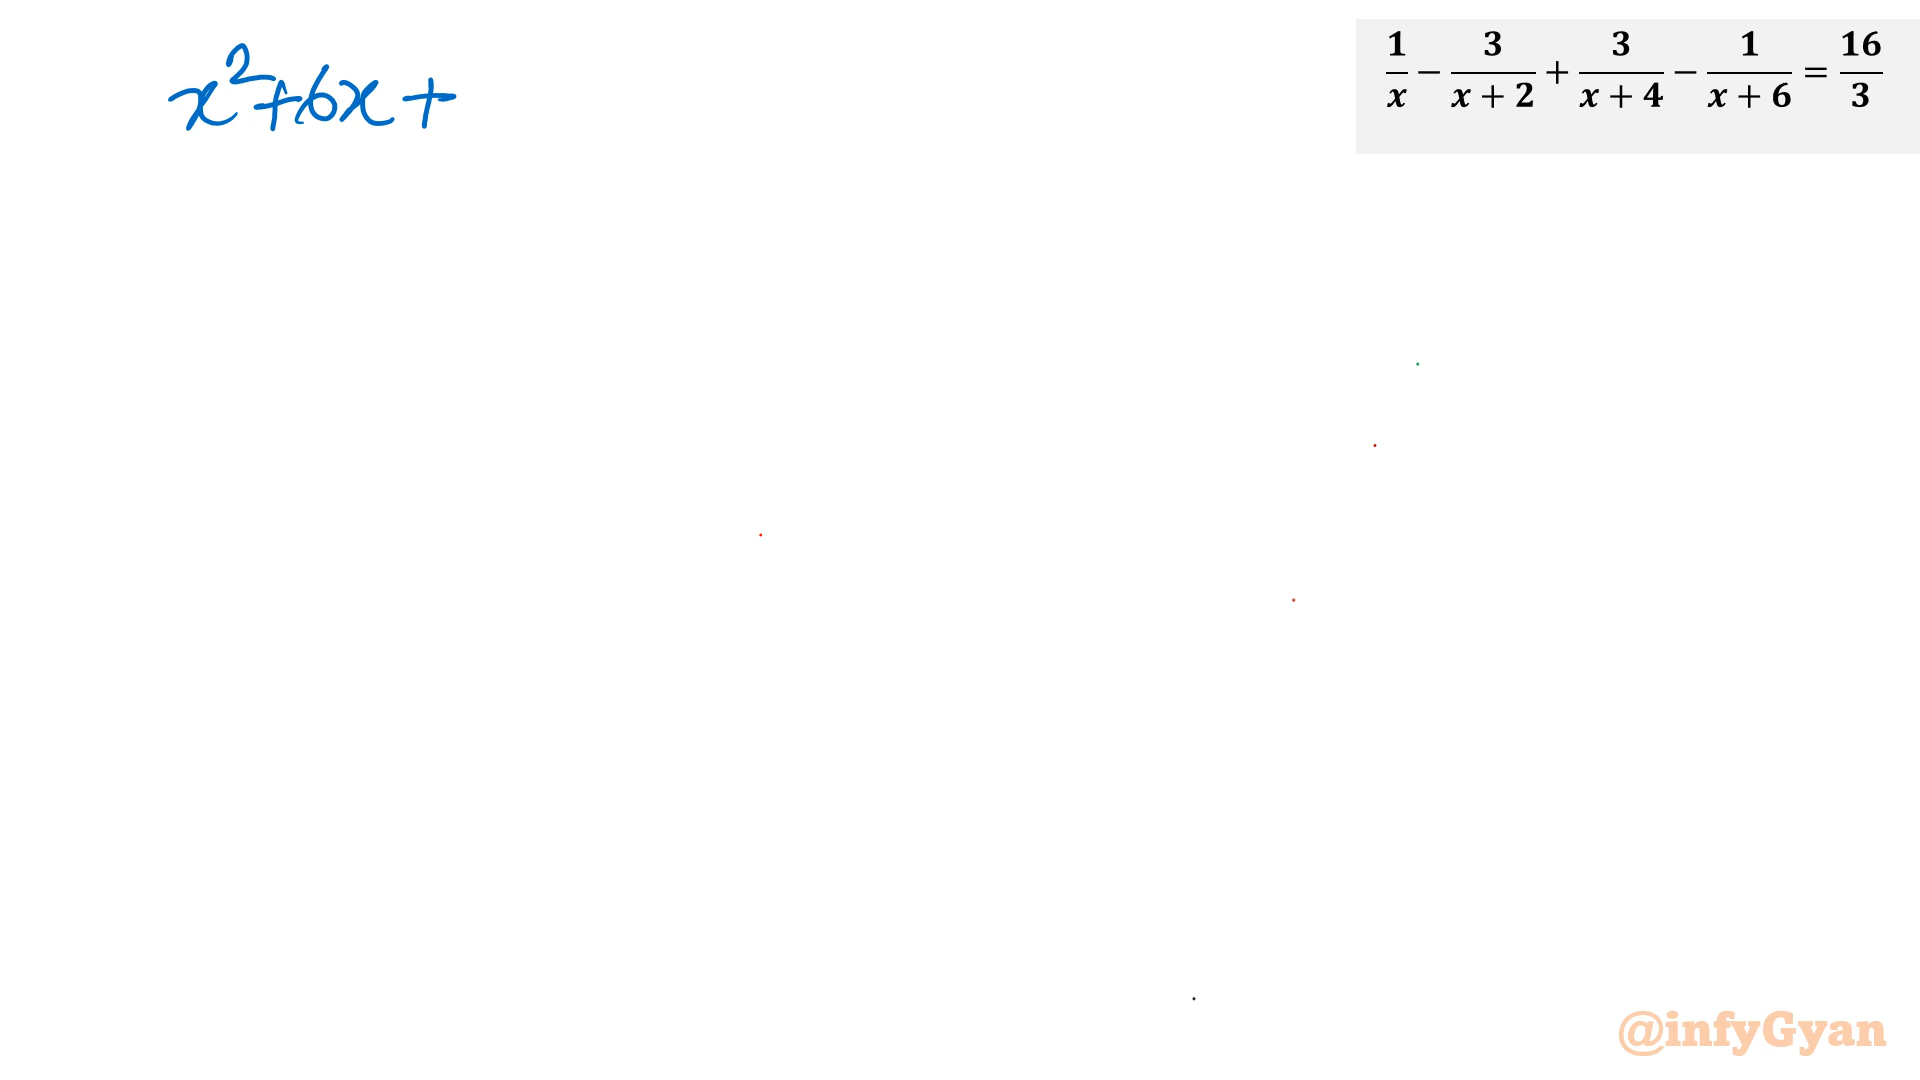 x²+6x+
1/x − 3/(x + 2) + 3/(x + 4) − 1/(x + 6) = 16/3
@infyGyan